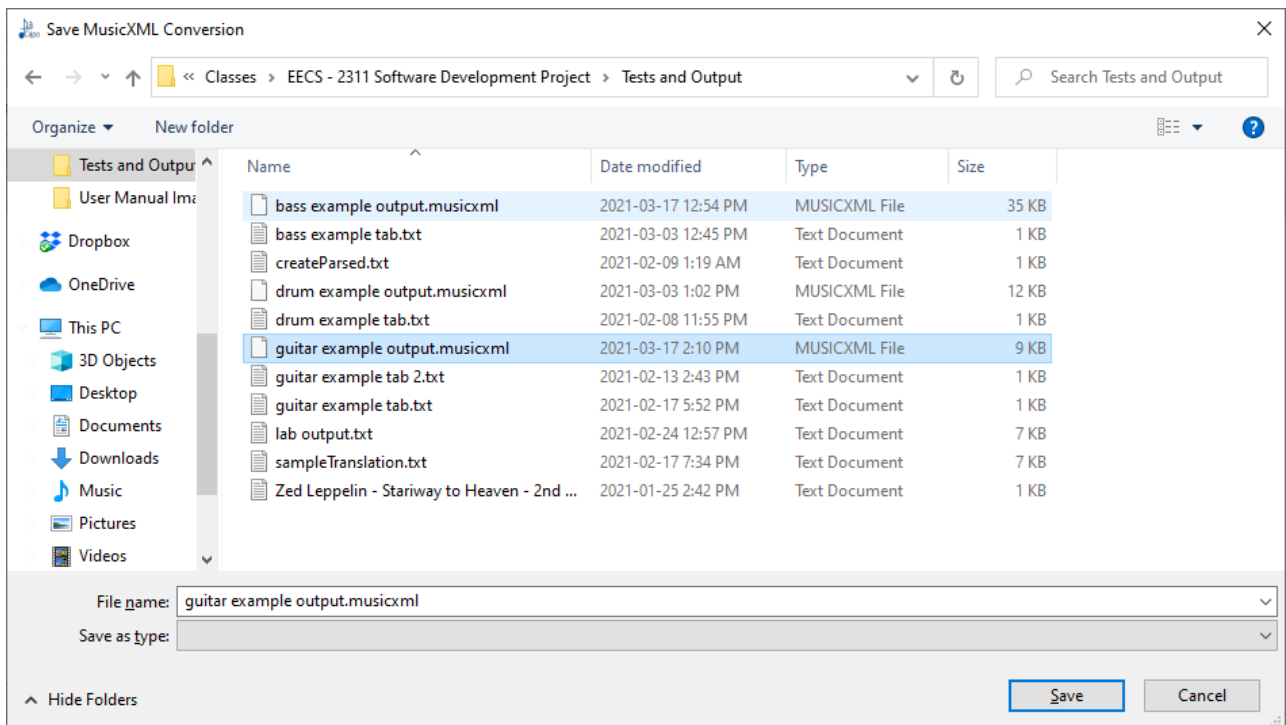 Save MusicXML Conversion
« Classes > EECS - 2311 Software Development Project > Tests and Output
Search Tests and Output
Organize
New folder
Name Date modified Type Size
Tests and Outpu
User Manual Ima
Dropbox
OneDrive
This PC
3D Objects
Desktop
Documents
Downloads
Music
Pictures
Videos
bass example output.musicxml 2021-03-17 12:54 PM MUSICXML File 35 KB
bass example tab.txt 2021-03-03 12:45 PM Text Document 1 KB
createParsed.txt 2021-02-09 1:19 AM Text Document 1 KB
drum example output.musicxml 2021-03-03 1:02 PM MUSICXML File 12 KB
drum example tab.txt 2021-02-08 11:55 PM Text Document 1 KB
guitar example output.musicxml 2021-03-17 2:10 PM MUSICXML File 9 KB
guitar example tab 2.txt 2021-02-13 2:43 PM Text Document 1 KB
guitar example tab.txt 2021-02-17 5:52 PM Text Document 1 KB
lab output.txt 2021-02-24 12:57 PM Text Document 7 KB
sampleTranslation.txt 2021-02-17 7:34 PM Text Document 7 KB
Zed Leppelin - Stariway to Heaven - 2nd ... 2021-01-25 2:42 PM Text Document 1 KB
File name: guitar example output.musicxml
Save as type:
Hide Folders
Save
Cancel